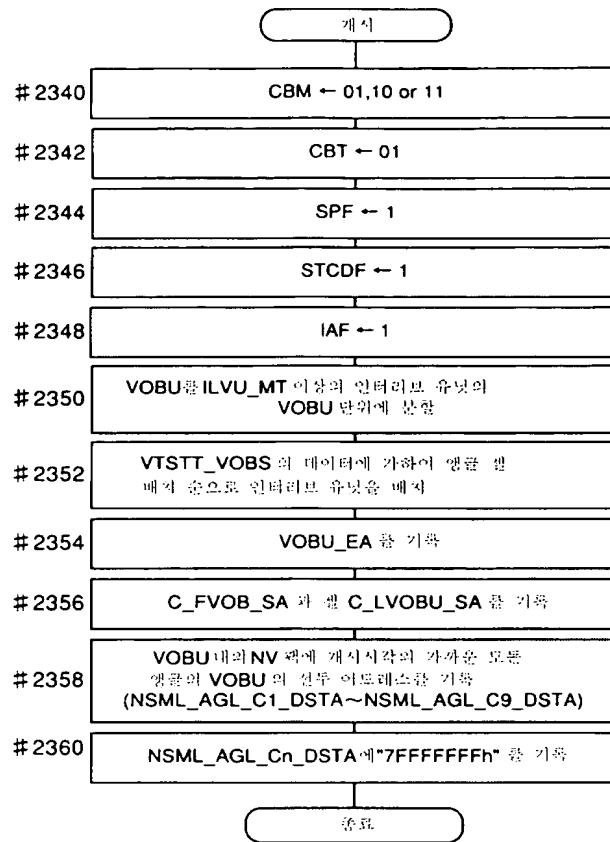 개시
#2340
CBM ← 01,10 or 11
#2342
CBT ← 01
#2344
SPF ← 1
#2346
STCDF ← 1
#2348
IAF ← 1
#2350
VOBU를 ILVU_MT 이상의 인터리브 유닛의
VOBU 단위에 분할
#2352
VTSTT_VOBS 의 데이터에 가하여 앵글 셀
배치 순으로 인터리브 유닛을 배치
#2354
VOBU_EA 를 기록
#2356
C_FVOB_SA 과 셀 C_LVOBU_SA 를 기록
#2358
VOBU 내의 NV 팩에 개시시각의 가까운 모든
앵글의 VOBU 의 선두 어드레스를 기록
(NSML_AGL_C1_DSTA~NSML_AGL_C9_DSTA)
#2360
NSML_AGL_Cn_DSTA에"7FFFFFFFh" 를 기록
종료